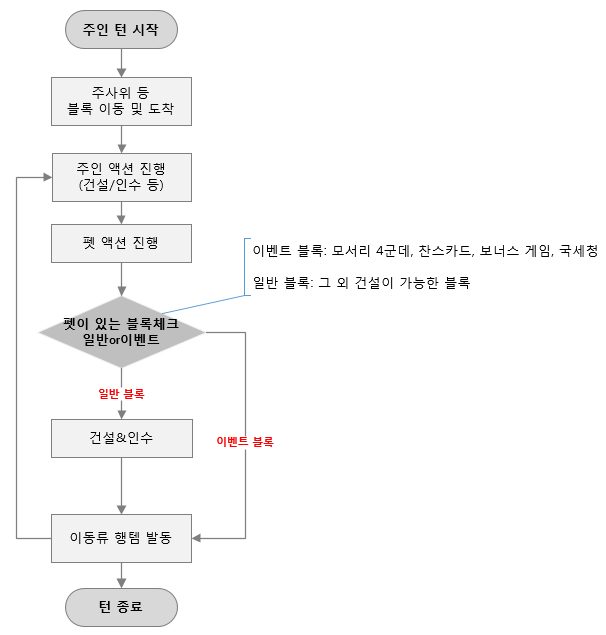 주인 턴 시작
주사위 등
블록 이동 및 도착
주인 액션 진행
(건설/인수 등)
펫 액션 진행
이벤트 블록: 모서리 4군데, 찬스카드, 보너스 게임, 국세청
일반 블록: 그 외 건설이 가능한 블록
펫이 있는 블록체크
일반or이벤트
일반 블록
건설&인수
이벤트 블록
이동류 행템 발동
턴 종료